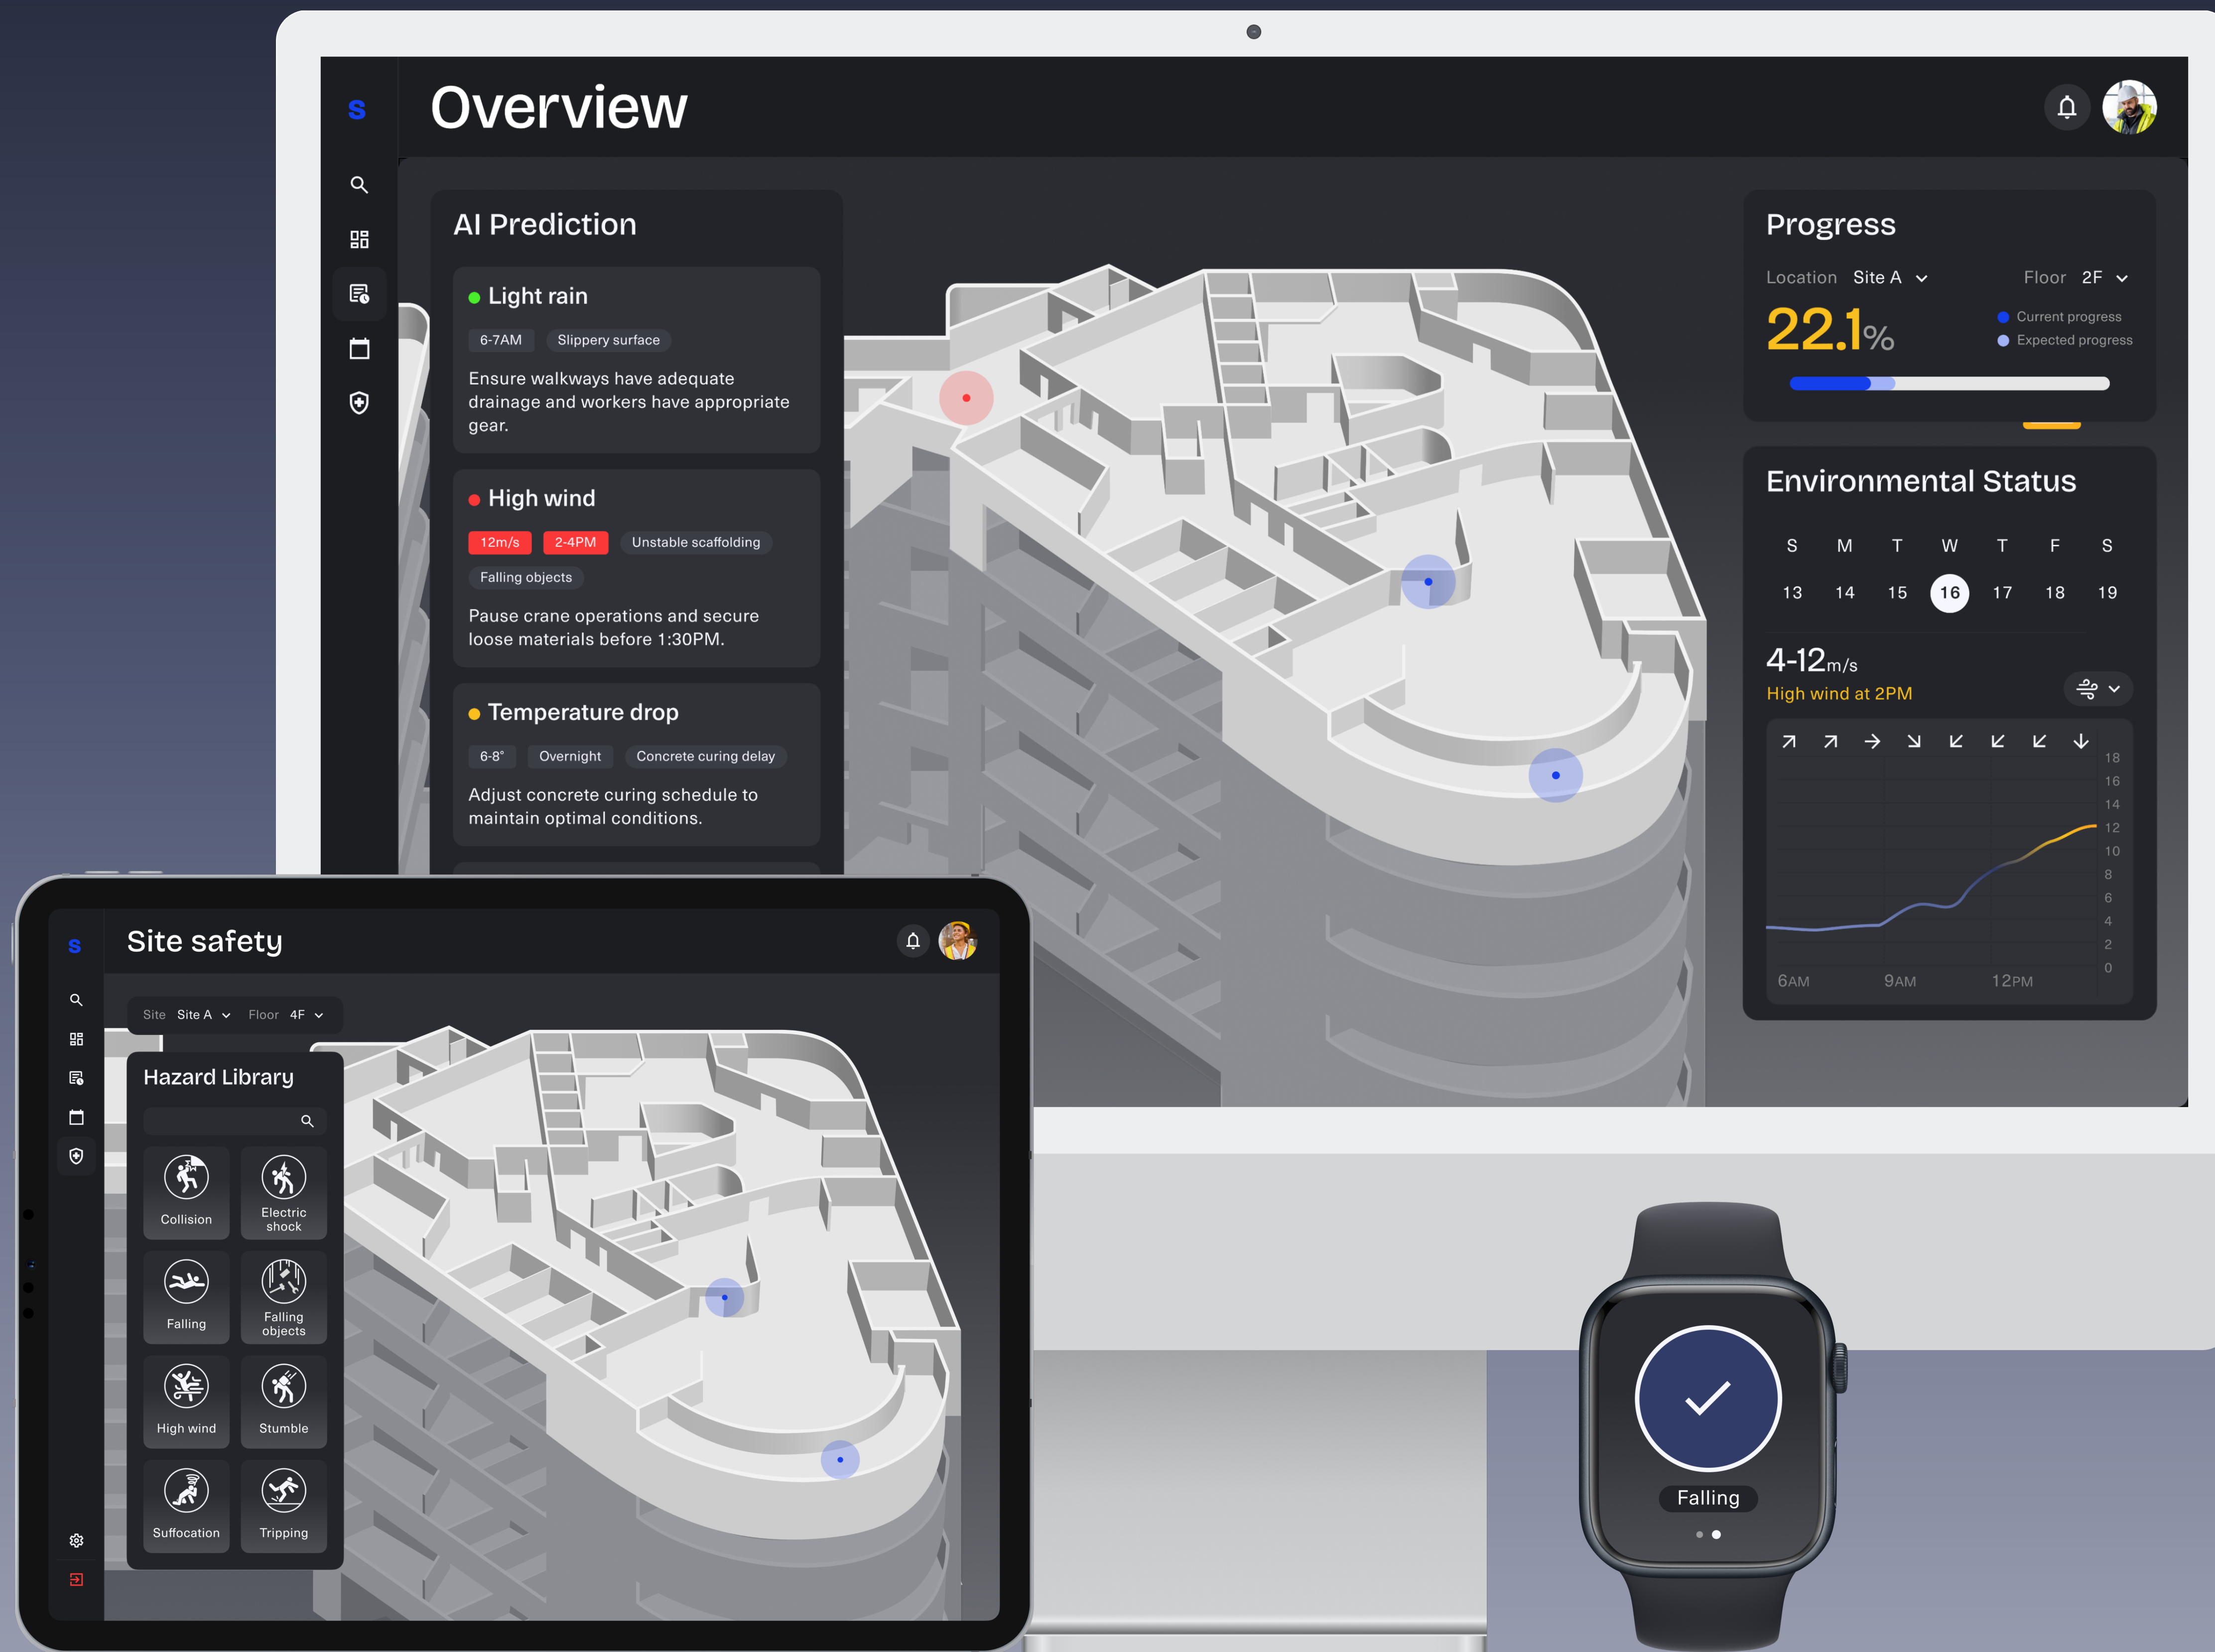 s
Overview
AI Prediction
Light rain
6-7AM
Slippery surface
Ensure walkways have adequate
drainage and workers have appropriate
gear.
High wind
12m/s
2-4PM
Unstable scaffolding
Falling objects
Pause crane operations and secure
loose materials before 1:30PM.
Temperature drop
6-8°
Overnight
Concrete curing delay
Adjust concrete curing schedule to
maintain optimal conditions.
Progress
Location Site A
Floor 2F
22.1%
Current progress
Expected progress
Environmental Status
S M T W T F S
13 14 15 16 17 18 19
4-12m/s
High wind at 2PM
18
16
14
12
10
8
6
4
2
0
6AM 9AM 12PM
s
Site safety
Site Site A Floor 4F
Hazard Library
Collision
Electric
shock
Falling
Falling
objects
High wind
Stumble
Suffocation
Tripping
Falling